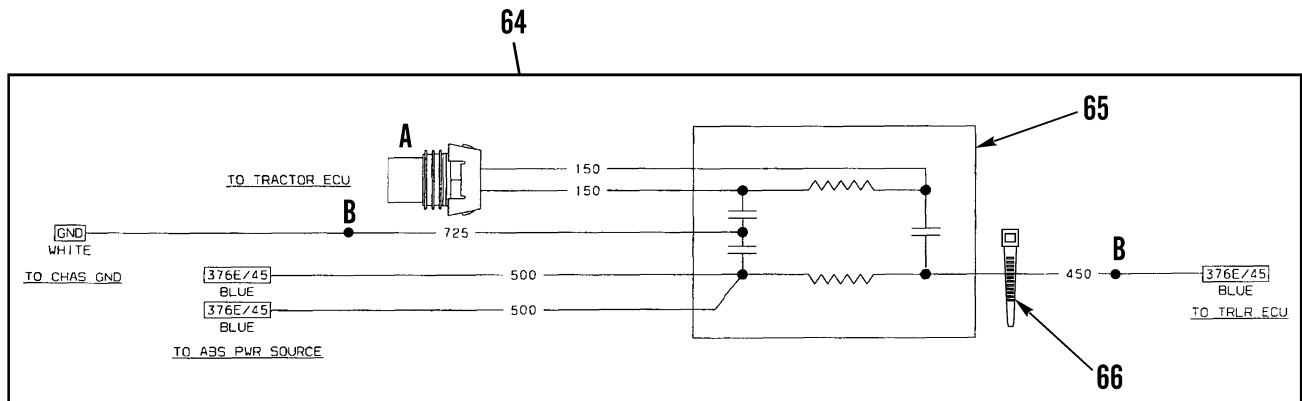 64
65
A
150
TO TRACTOR ECU
150
B
725
GND
WHITE
B
TO CHAS GND
376E/45
500
450
376E/45
BLUE
BLUE
376E/45
500
TO TRLR ECU
BLUE
TO ABS PWR SOURCE
66